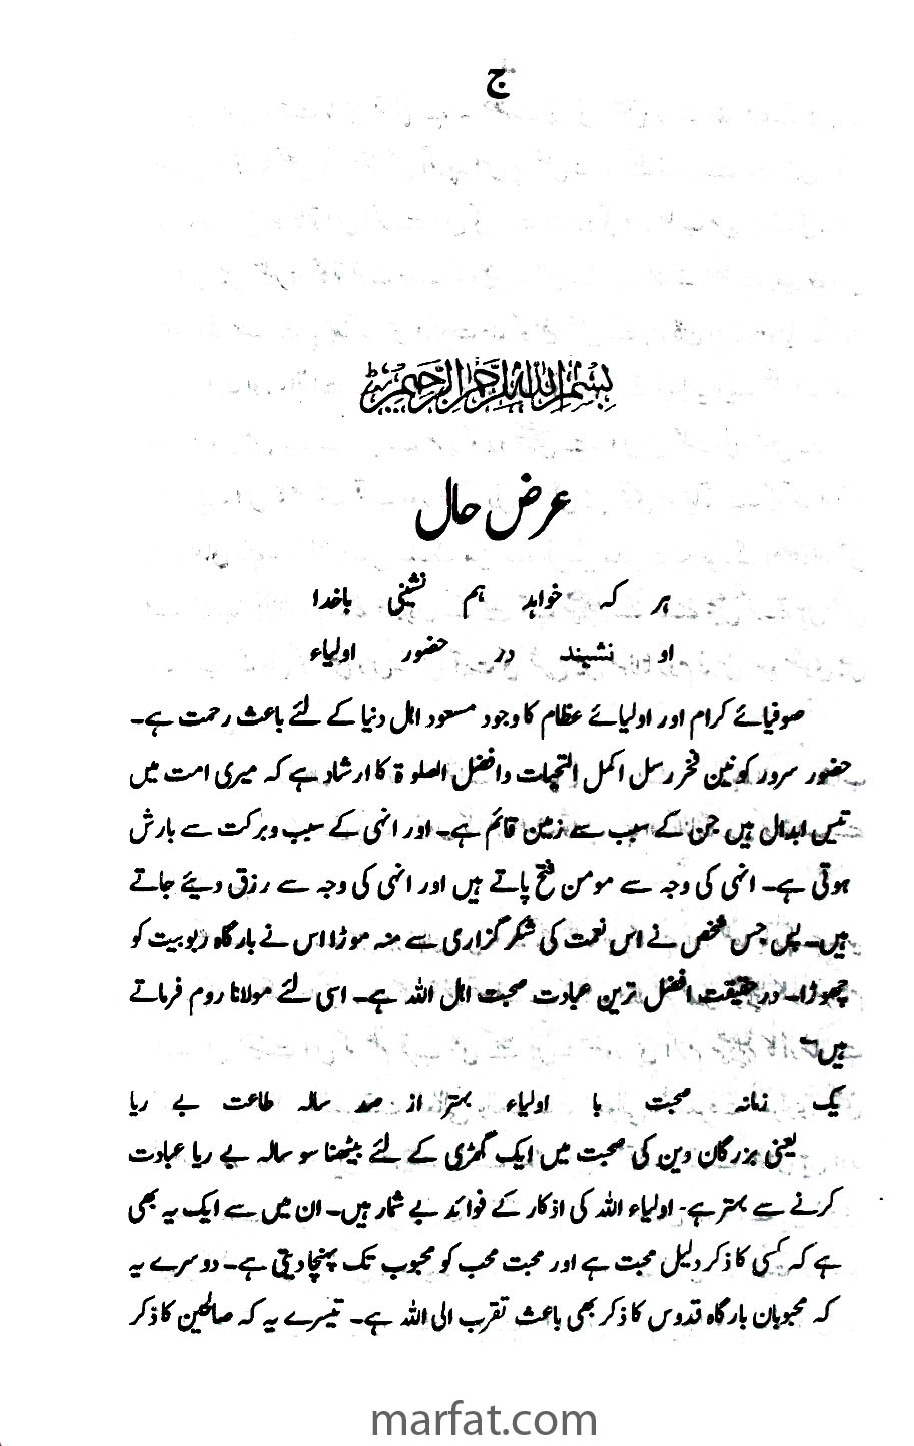 ج
بسم اللہ الرحمن الرحیم
عرض حال
ہر کہ خواہد ہم نشینی باخدا
او نشیند در حضور اولیاء
صوفیائے کرام اور اولیائے عظام کا وجود مسعود اہل دنیا کے لئے باعث رحمت ہے۔
حضور سرور کونین فخر رسل اکمل التحیات وافضل الصلوۃ کا ارشاد ہے کہ میری امت میں
تیس ابدال ہیں جن کے سبب سے زمین قائم ہے۔ اور انہی کے سبب وبرکت سے بارش
ہوتی ہے۔ انہی کی وجہ سے مومن فتح پاتے ہیں اور انہی کی وجہ سے رزق دیئے جاتے
ہیں۔ پس جس شخص نے اس نعمت کی شکر گزاری سے منہ موڑا اس نے بارگاہ ربوبیت کو
چھوڑا۔ در حقیقت افضل ترین عبادت محبت اہل اللہ ہے۔ اسی لئے مولانا روم فرماتے
ہیں
یک زمانہ صحبت با اولیاء بہتر از صد سالہ طاعت بے ریا
یعنی بزرگان دین کی صحبت میں ایک گھڑی کے لئے بیٹھنا سو سالہ بے ریا عبادت
کرنے سے بہتر ہے۔ اولیاء اللہ کی اذکار کے فوائد بے شمار ہیں۔ ان میں سے ایک یہ بھی
ہے کہ کسی کا ذکر دلیل محبت ہے اور محبت محب کو محبوب تک پہنچا دیتی ہے۔ دوسرے یہ
کہ محبوبان بارگاہ قدوس کا ذکر بھی باعث تقرب الی اللہ ہے۔ تیسرے یہ کہ صالحین کا ذکر
marfat.com